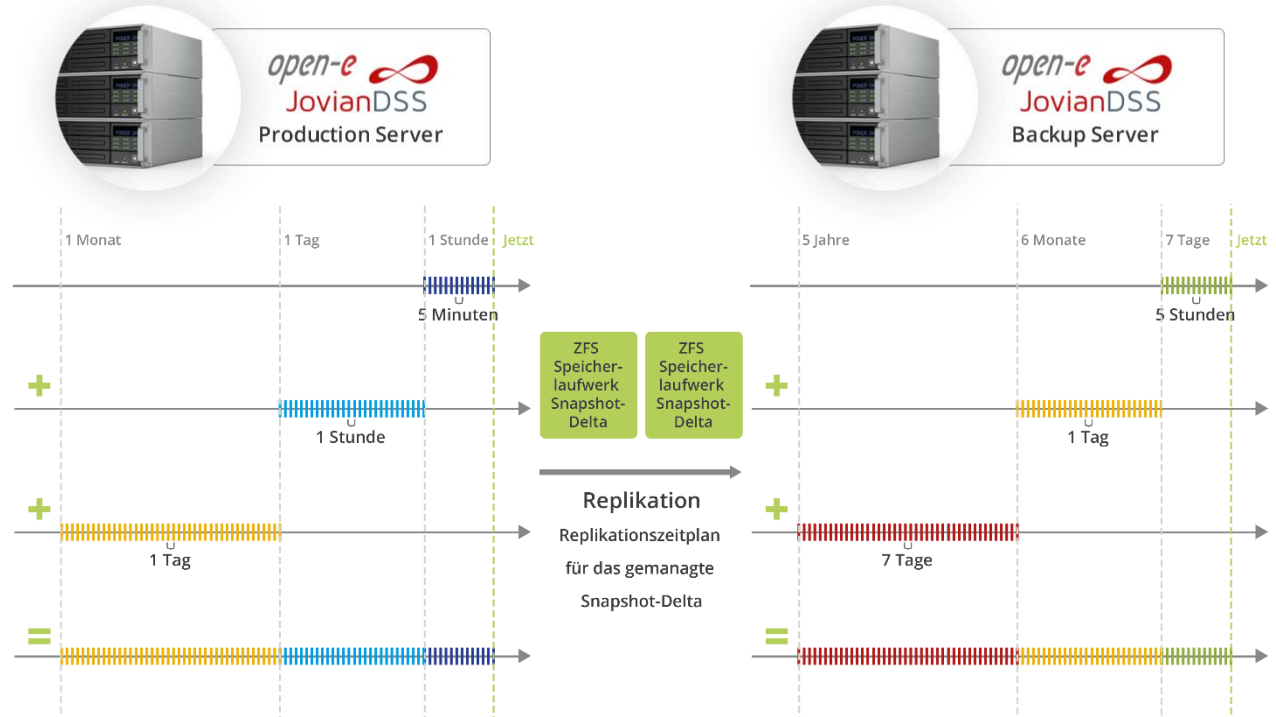 open-e
JovianDSS
Production Server
open-e
JovianDSS
Backup Server
1 Monat
1 Tag
1 Stunde
Jetzt
5 Jahre
6 Monate
7 Tage
Jetzt
5 Minuten
5 Stunden
+
1 Stunde
ZFS
Speicher-
laufwerk
Snapshot-
Delta
ZFS
Speicher-
laufwerk
Snapshot-
Delta
+
1 Tag
+
1 Tag
Replikation
Replikationszeitplan
für das gemanagte
Snapshot-Delta
+
7 Tage
=
=